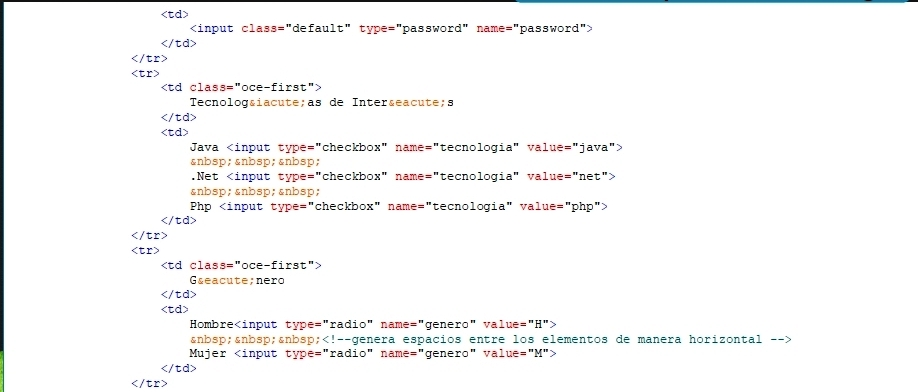 <td>
<input class="default" type="password" name="password">
</td>
</tr>
<tr>
<td class="oce-first">
Tecnolog&iacute;as de Inter&eacute;s
</td>
<td>
Java <input type="checkbox" name="tecnologia" value="java">
&nbsp;&nbsp;&nbsp;
.Net <input type="checkbox" name="tecnologia" value="net">
&nbsp;&nbsp;&nbsp;
Php <input type="checkbox" name="tecnologia" value="php">
</td>
</tr>
<tr>
<td class="oce-first">
G&eacute;nero
</td>
<td>
Hombre<input type="radio" name="genero" value="H">
&nbsp;&nbsp;&nbsp;<!--genera espacios entre los elementos de manera horizontal -->
Mujer <input type="radio" name="genero" value="M">
</td>
</tr>